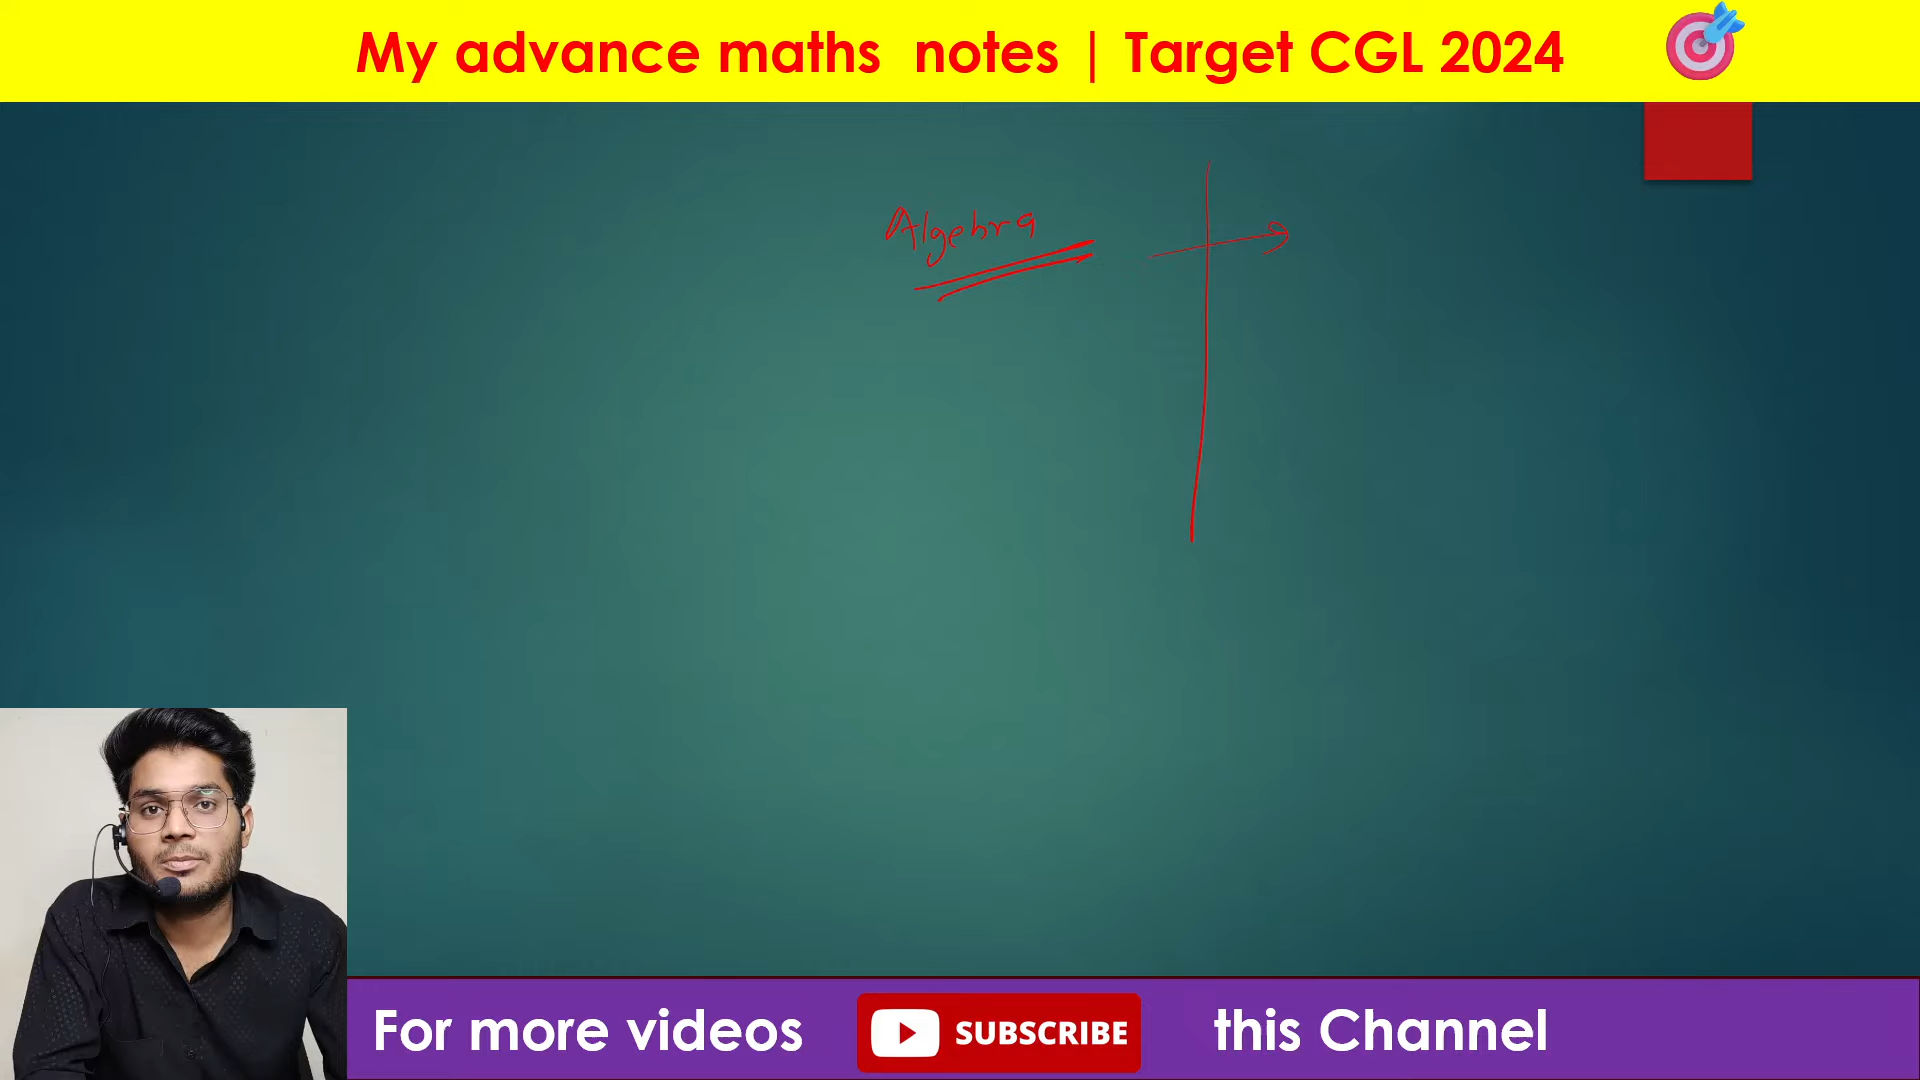 My advance maths notes | Target CGL 2024
Algebra
For more videos SUBSCRIBE this Channel